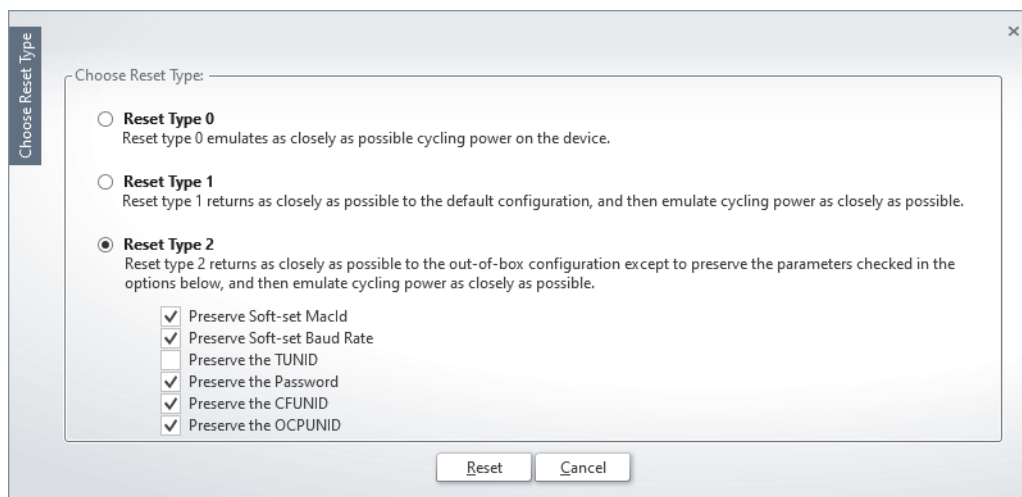 Choose Reset Type
Choose Reset Type:
Reset Type 0
Reset type 0 emulates as closely as possible cycling power on the device.
Reset Type 1
Reset type 1 returns as closely as possible to the default configuration, and then emulate cycling power as closely as possible.
Reset Type 2
Reset type 2 returns as closely as possible to the out-of-box configuration except to preserve the parameters checked in the
options below, and then emulate cycling power as closely as possible.
Preserve Soft-set MacId
Preserve Soft-set Baud Rate
Preserve the TUNID
Preserve the Password
Preserve the CFUNID
Preserve the OCPUNID
Reset Cancel